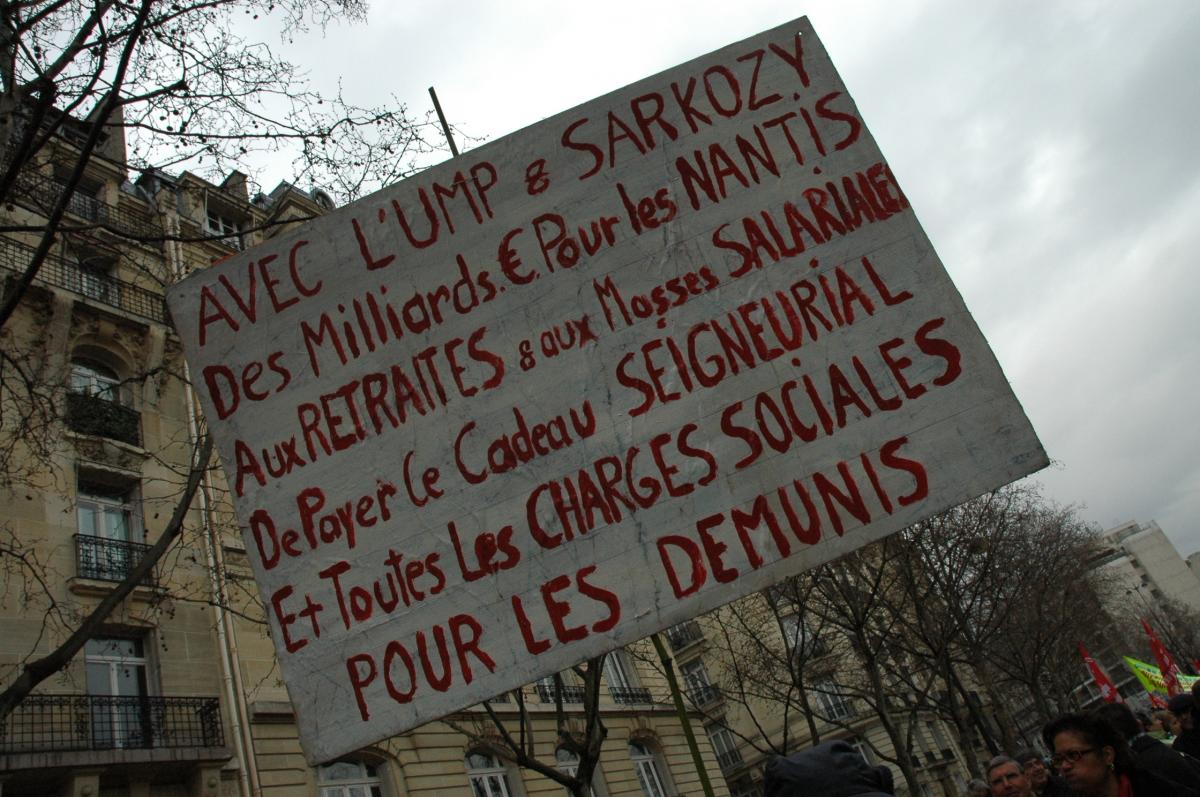 AVEC L'UMP & SARKOZY
Des Milliards.€.Pour les NANTIS
Aux RETRAITES & aux Masses SALARIALES
De Payer Ce Cadeau SEIGNEURIAL
Et Toutes Les CHARGES SOCIALES
POUR LES DEMUNIS